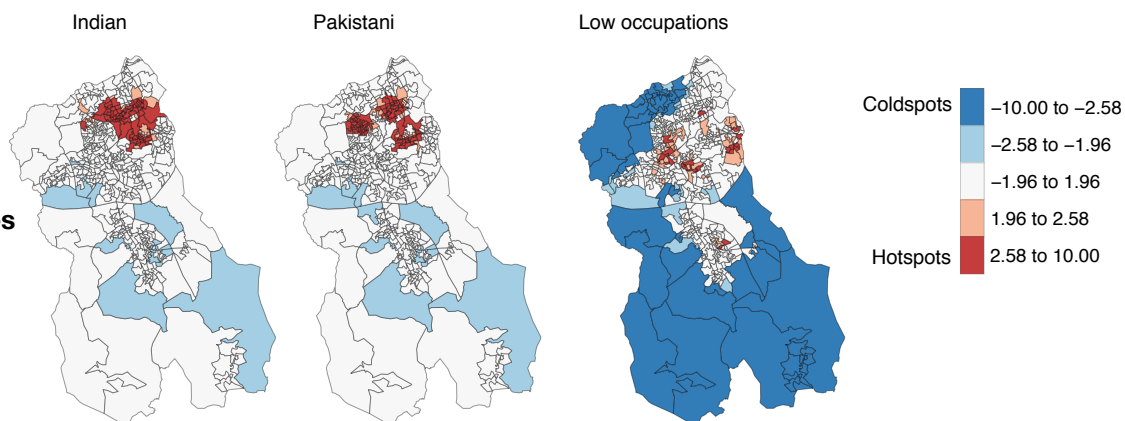 Indian
Pakistani
Low occupations
Coldspots
−10.00 to −2.58
−2.58 to −1.96
−1.96 to 1.96
1.96 to 2.58
Hotspots
2.58 to 10.00
es